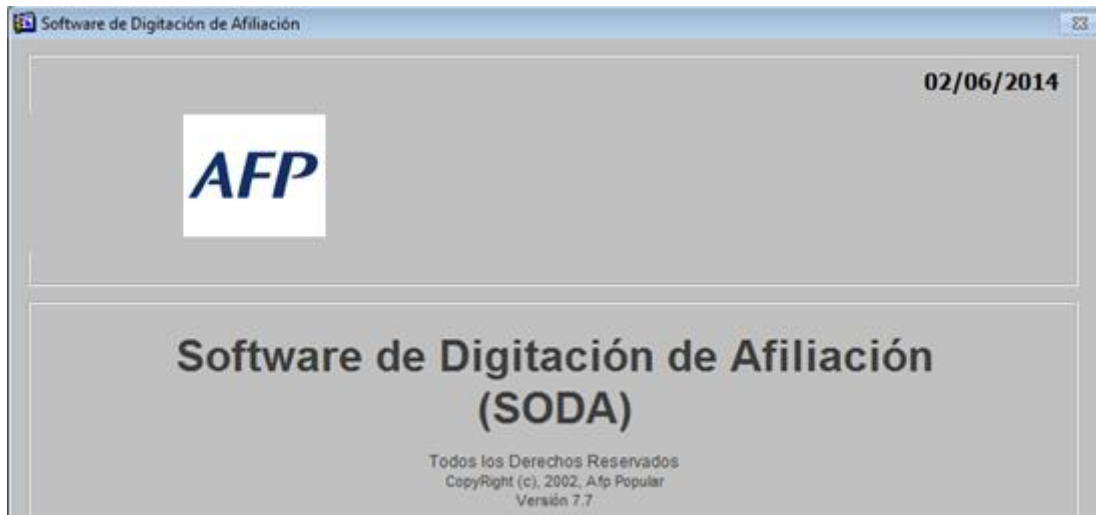 Software de Digitación de Afiliación
02/06/2014
AFP
Software de Digitación de Afiliación
(SODA)
Todos los Derechos Reservados
CopyRight (c), 2002, Afp Popular
Versión 7.7